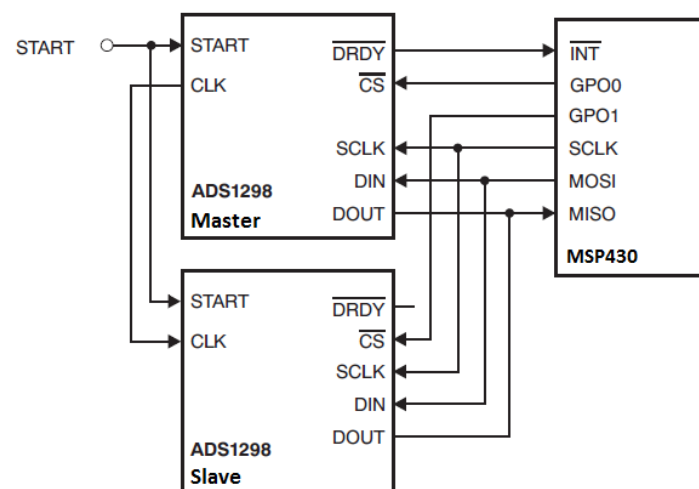 START
START
CLK
DRDY
CS
SCLK
DIN
DOUT
ADS1298
Master
INT
GPO0
GPO1
SCLK
MOSI
MISO
MSP430
START
CLK
DRDY
CS
SCLK
DIN
DOUT
ADS1298
Slave